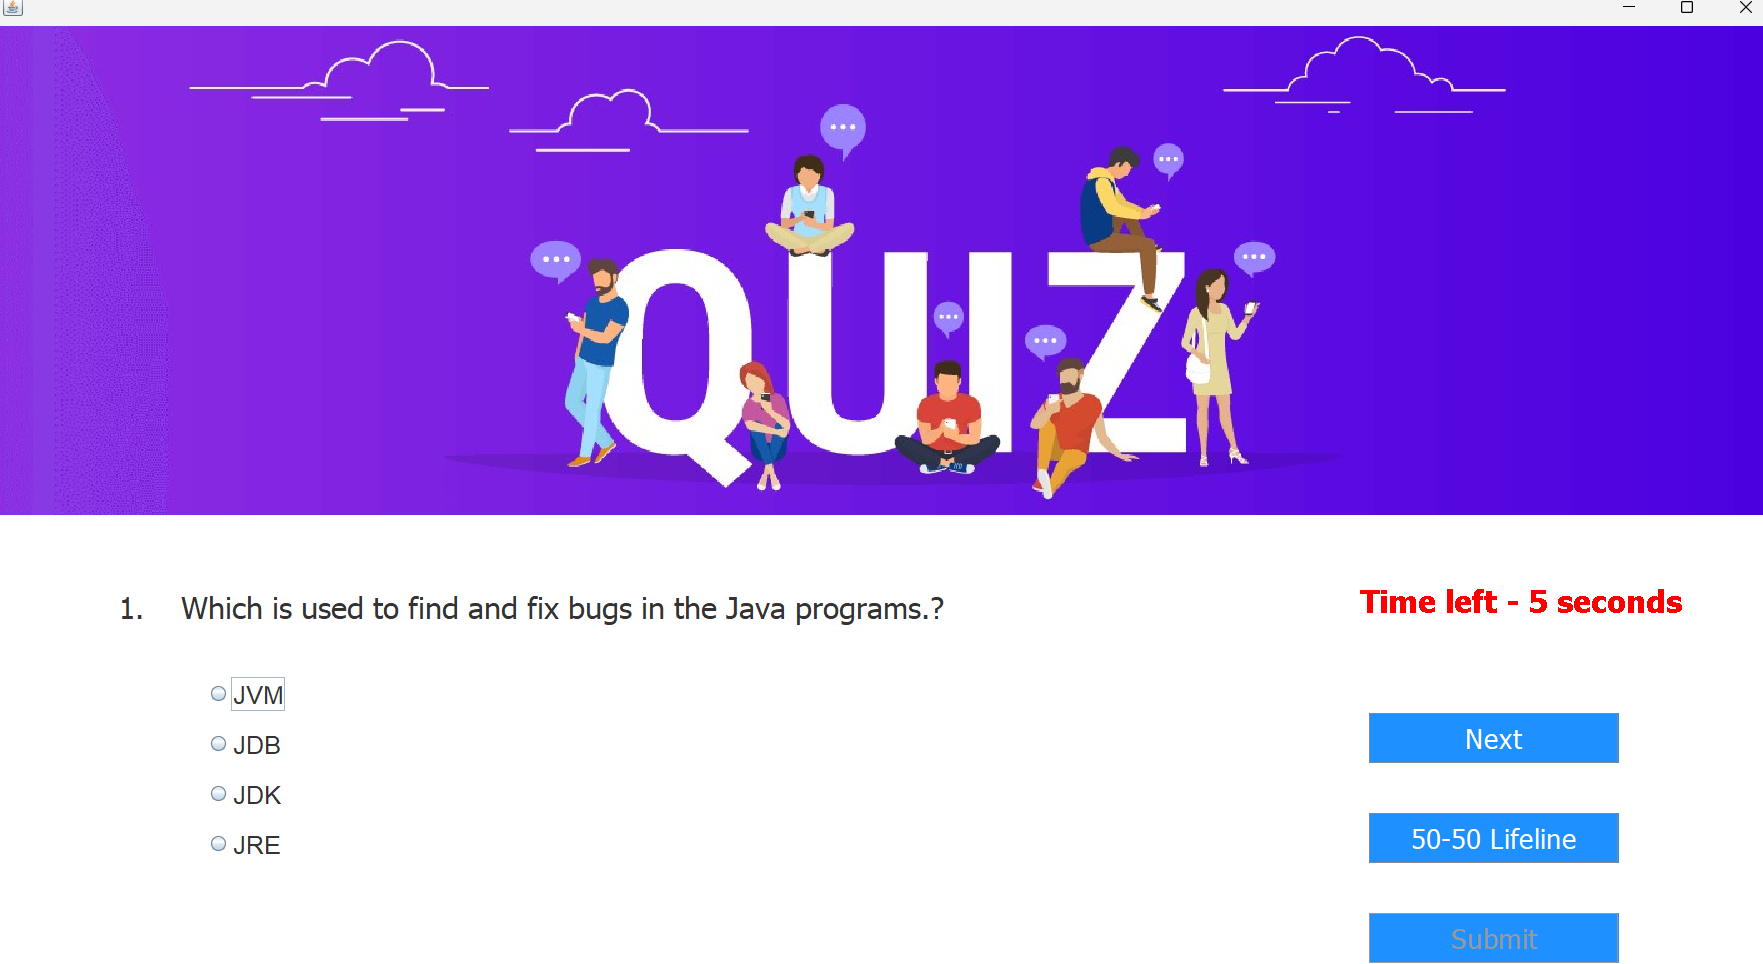 QUIZ
1. Which is used to find and fix bugs in the Java programs.?
Time left - 5 seconds
JVM
JDB
JDK
JRE
Next
50-50 Lifeline
Submit